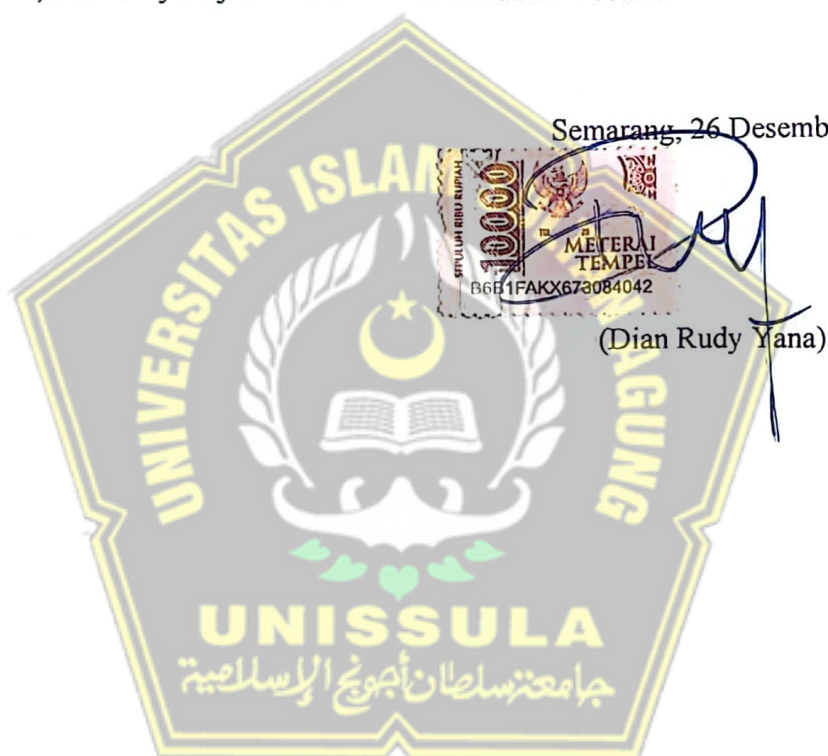 Semarang, 26 Desemb
SEPULUH RIBU RUPIAH
10000
METERAI
TEMPEL
B6B1FAKX673084042
(Dian Rudy Yana)
UNIVERSITAS ISLAM
AGUNG
UNISSULA
جامعة سلطان أجونج الإسلامية